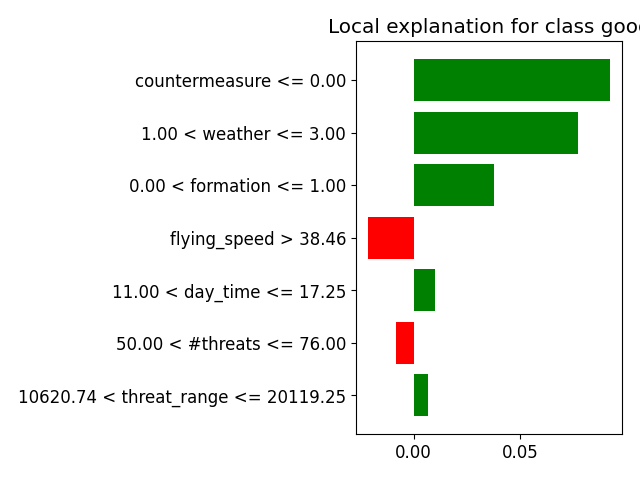 Local explanation for class good
countermeasure <= 0.00
1.00 < weather <= 3.00
0.00 < formation <= 1.00
flying_speed > 38.46
11.00 < day_time <= 17.25
50.00 < #threats <= 76.00
10620.74 < threat_range <= 20119.25
0.00 0.05